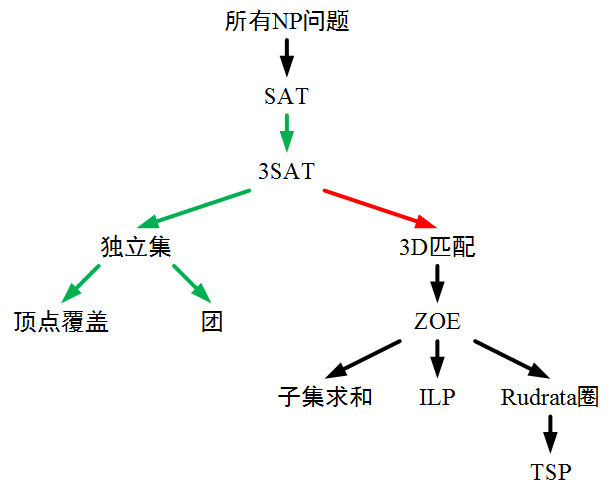 所有NP问题
SAT
3SAT
独立集
3D匹配
顶点覆盖
团
ZOE
子集求和
ILP
Rudrata圈
TSP